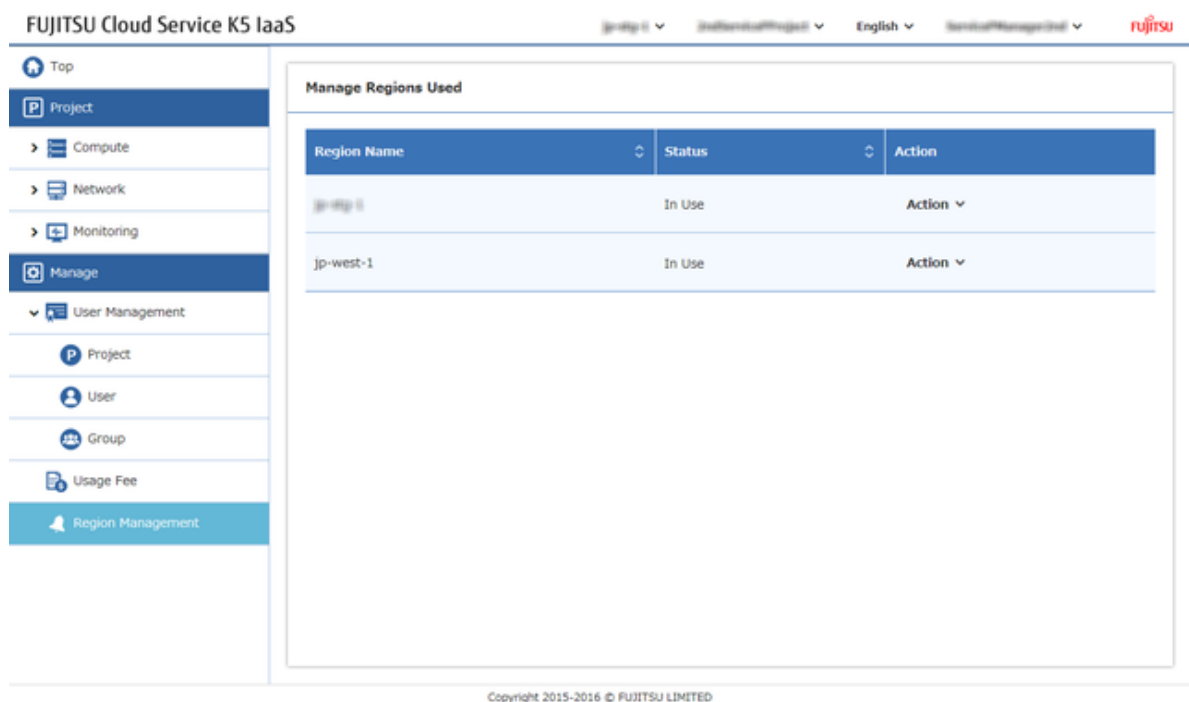 FUJITSU Cloud Service K5 IaaS
English
FUJITSU
Top
Project
Compute
Network
Monitoring
Manage
User Management
Project
User
Group
Usage Fee
Region Management
Manage Regions Used
Region Name Status Action
In Use Action
jp-west-1 In Use Action
Copyright 2015-2016 © FUJITSU LIMITED